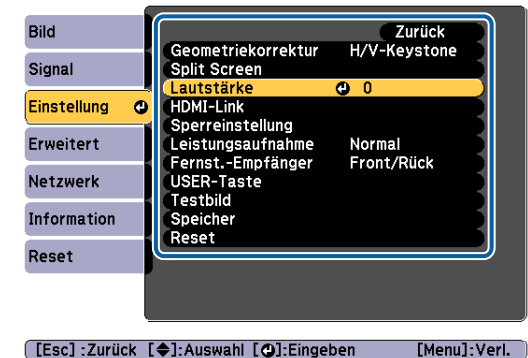 Bild
Signal
Einstellung
Erweitert
Netzwerk
Information
Reset
Zurück
Geometriekorrektur H/V-Keystone
Split Screen
Lautstärke 0
HDMI-Link
Sperreinstellung
Leistungsaufnahme Normal
Fernst.-Empfänger Front/Rück
USER-Taste
Testbild
Speicher
Reset
[Esc] :Zurück [◆]:Auswahl [⏎]:Eingeben [Menu]:Verl.